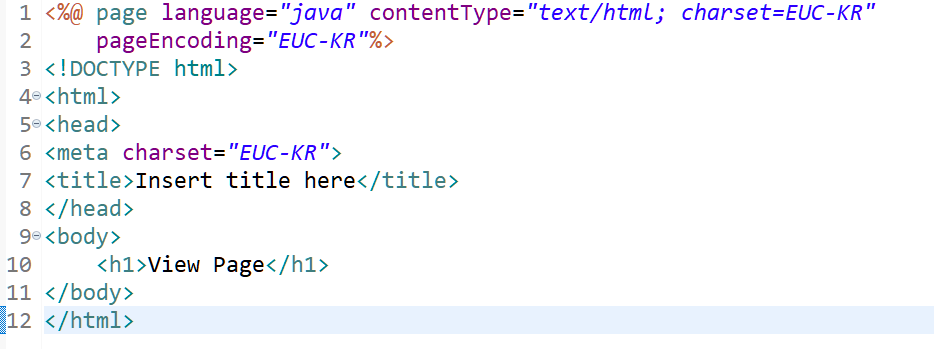 1 <%@ page language="java" contentType="text/html; charset=EUC-KR"
2     pageEncoding="EUC-KR"%>
3 <!DOCTYPE html>
4 <html>
5 <head>
6 <meta charset="EUC-KR">
7 <title>Insert title here</title>
8 </head>
9 <body>
10     <h1>View Page</h1>
11 </body>
12 </html>